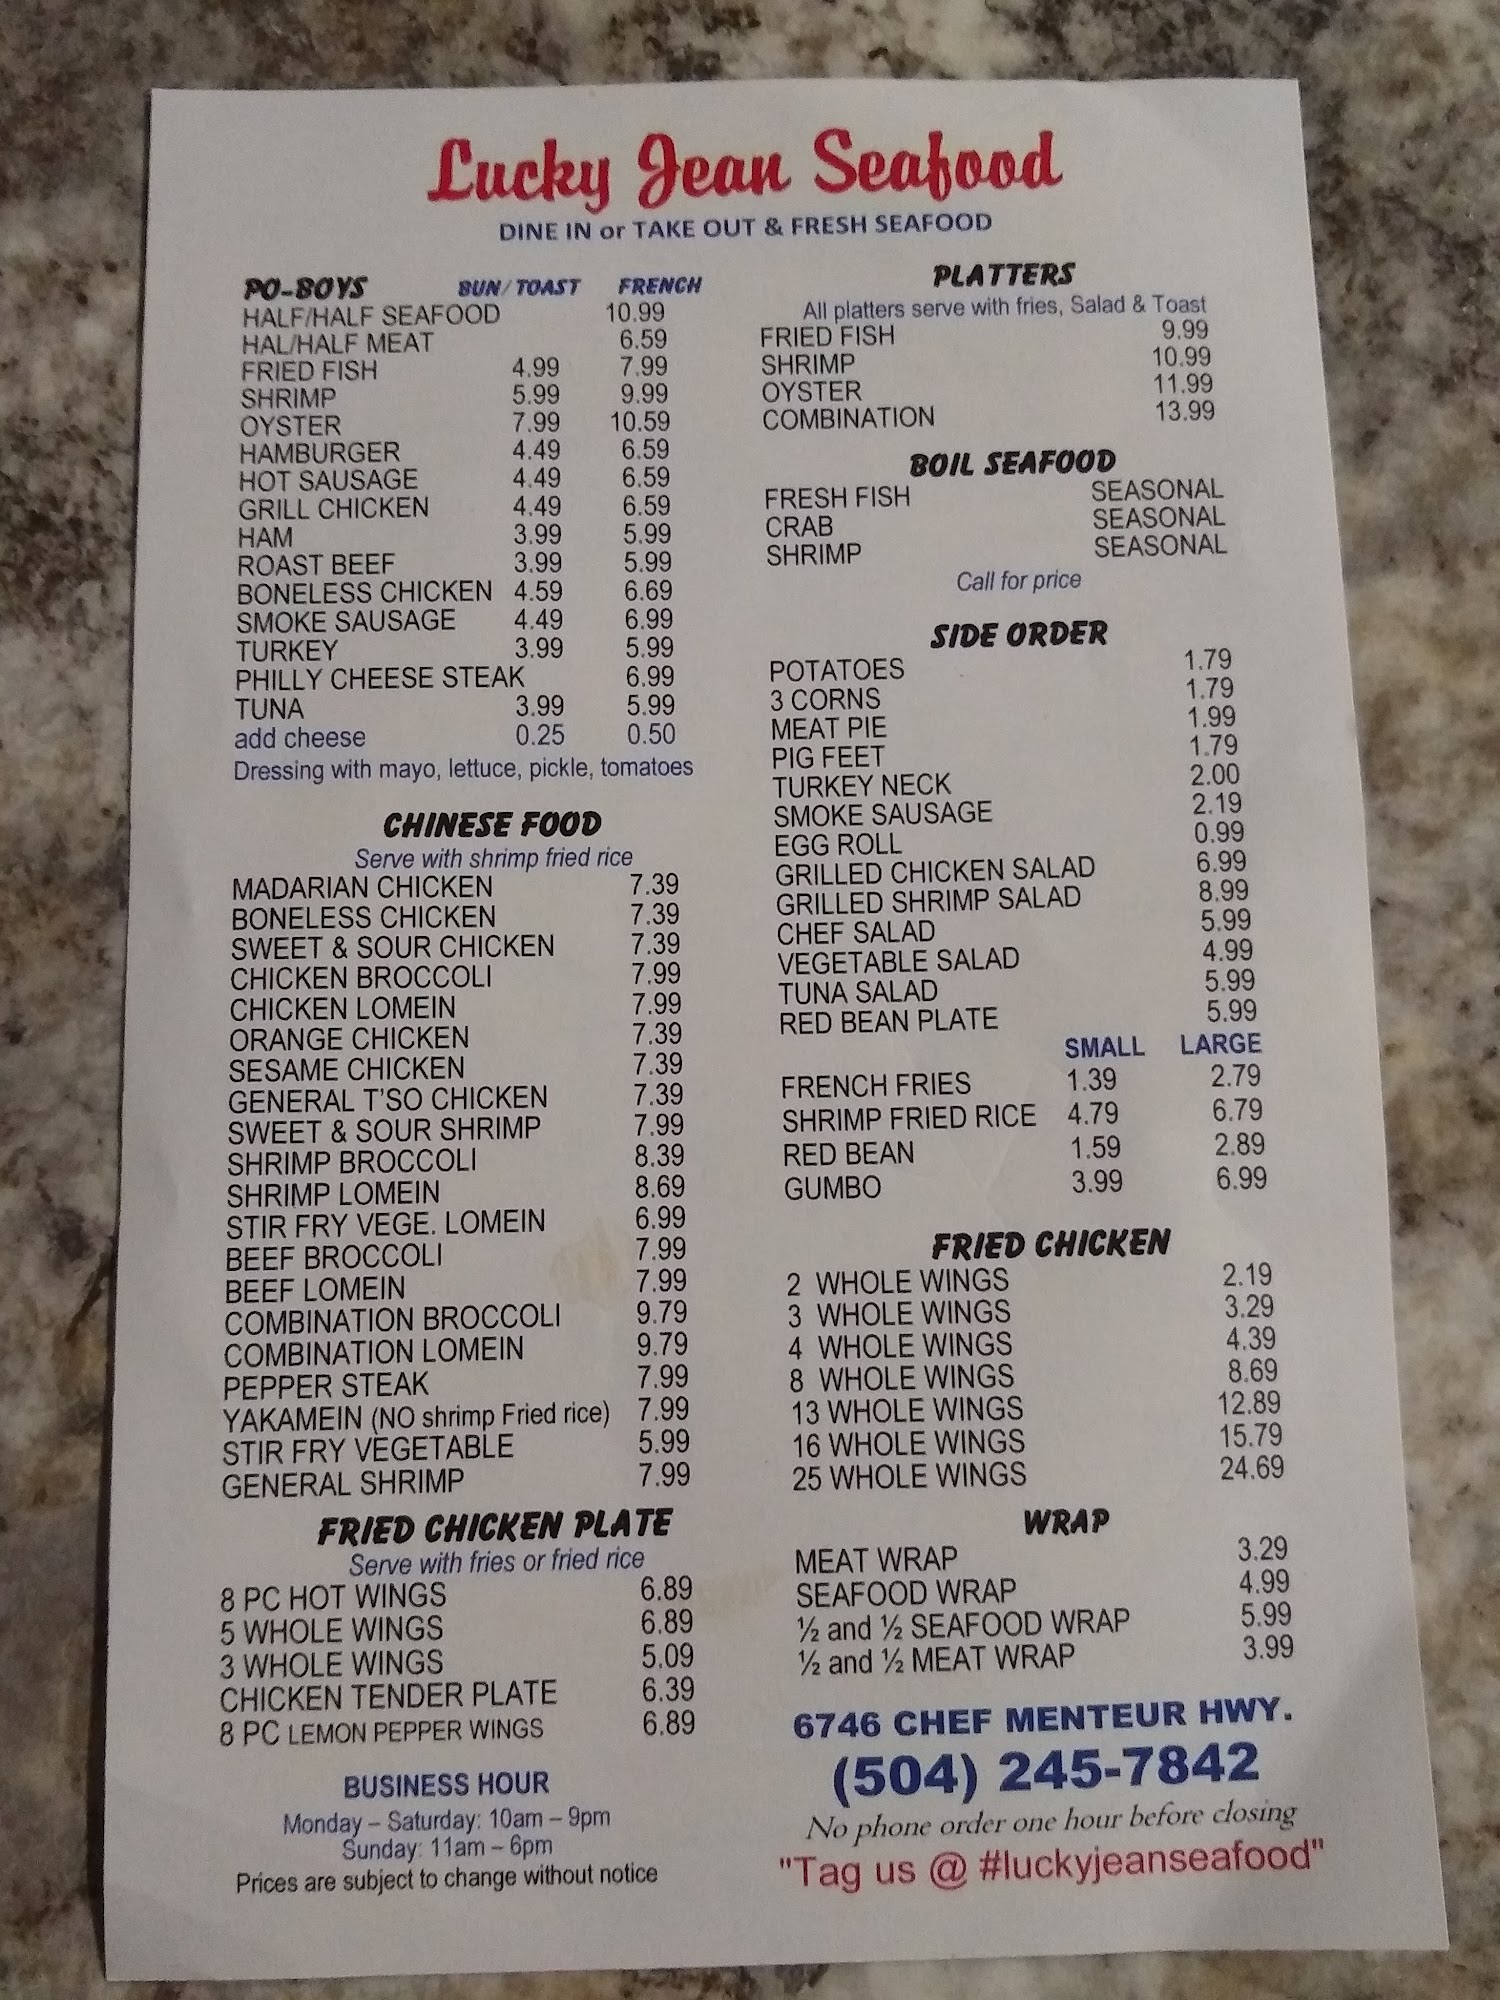 Lucky Jean Seafood
DINE IN or TAKE OUT & FRESH SEAFOOD
PO-BOYS BUN/TOAST FRENCH
HALF/HALF SEAFOOD 10.99
HAL/HALF MEAT 6.59
FRIED FISH 4.99 7.99
SHRIMP 5.99 9.99
OYSTER 7.99 10.59
HAMBURGER 4.49 6.59
HOT SAUSAGE 4.49 6.59
GRILL CHICKEN 4.49 6.59
HAM 3.99 5.99
ROAST BEEF 3.99 5.99
BONELESS CHICKEN 4.59 6.69
SMOKE SAUSAGE 4.49 6.99
TURKEY 3.99 5.99
PHILLY CHEESE STEAK 6.99
TUNA 3.99 5.99
add cheese 0.25 0.50
Dressing with mayo, lettuce, pickle, tomatoes
CHINESE FOOD
Serve with shrimp fried rice
MADARIAN CHICKEN 7.39
BONELESS CHICKEN 7.39
SWEET & SOUR CHICKEN 7.39
CHICKEN BROCCOLI 7.99
CHICKEN LOMEIN 7.99
ORANGE CHICKEN 7.39
SESAME CHICKEN 7.39
GENERAL T'SO CHICKEN 7.39
SWEET & SOUR SHRIMP 7.99
SHRIMP BROCCOLI 8.39
SHRIMP LOMEIN 8.69
STIR FRY VEGE. LOMEIN 6.99
BEEF BROCCOLI 7.99
BEEF LOMEIN 7.99
COMBINATION BROCCOLI 9.79
COMBINATION LOMEIN 9.79
PEPPER STEAK 7.99
YAKAMEIN (NO shrimp Fried rice) 7.99
STIR FRY VEGETABLE 5.99
GENERAL SHRIMP 7.99
FRIED CHICKEN PLATE
Serve with fries or fried rice
8 PC HOT WINGS 6.89
5 WHOLE WINGS 6.89
3 WHOLE WINGS 5.09
CHICKEN TENDER PLATE 6.39
8 PC LEMON PEPPER WINGS 6.89
BUSINESS HOUR
Monday – Saturday: 10am – 9pm
Sunday: 11am – 6pm
Prices are subject to change without notice
PLATTERS
All platters serve with fries, Salad & Toast
FRIED FISH 9.99
SHRIMP 10.99
OYSTER 11.99
COMBINATION 13.99
BOIL SEAFOOD
FRESH FISH SEASONAL
CRAB SEASONAL
SHRIMP SEASONAL
Call for price
SIDE ORDER
POTATOES 1.79
3 CORNS 1.79
MEAT PIE 1.99
PIG FEET 1.79
TURKEY NECK 2.00
SMOKE SAUSAGE 2.19
EGG ROLL 0.99
GRILLED CHICKEN SALAD 6.99
GRILLED SHRIMP SALAD 8.99
CHEF SALAD 5.99
VEGETABLE SALAD 4.99
TUNA SALAD 5.99
RED BEAN PLATE 5.99
SMALL LARGE
FRENCH FRIES 1.39 2.79
SHRIMP FRIED RICE 4.79 6.79
RED BEAN 1.59 2.89
GUMBO 3.99 6.99
FRIED CHICKEN
2 WHOLE WINGS 2.19
3 WHOLE WINGS 3.29
4 WHOLE WINGS 4.39
8 WHOLE WINGS 8.69
13 WHOLE WINGS 12.89
16 WHOLE WINGS 15.79
25 WHOLE WINGS 24.69
WRAP
MEAT WRAP 3.29
SEAFOOD WRAP 4.99
½ and ½ SEAFOOD WRAP 5.99
½ and ½ MEAT WRAP 3.99
6746 CHEF MENTEUR HWY.
(504) 245-7842
No phone order one hour before closing
"Tag us @ #luckyjeanseafood"